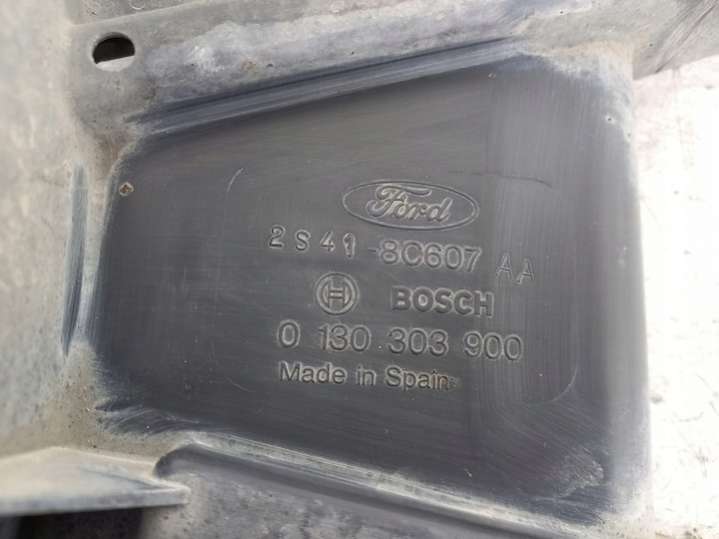 Ford
2S41-8C607 AA
BOSCH
0 130 303 900
Made in Spain